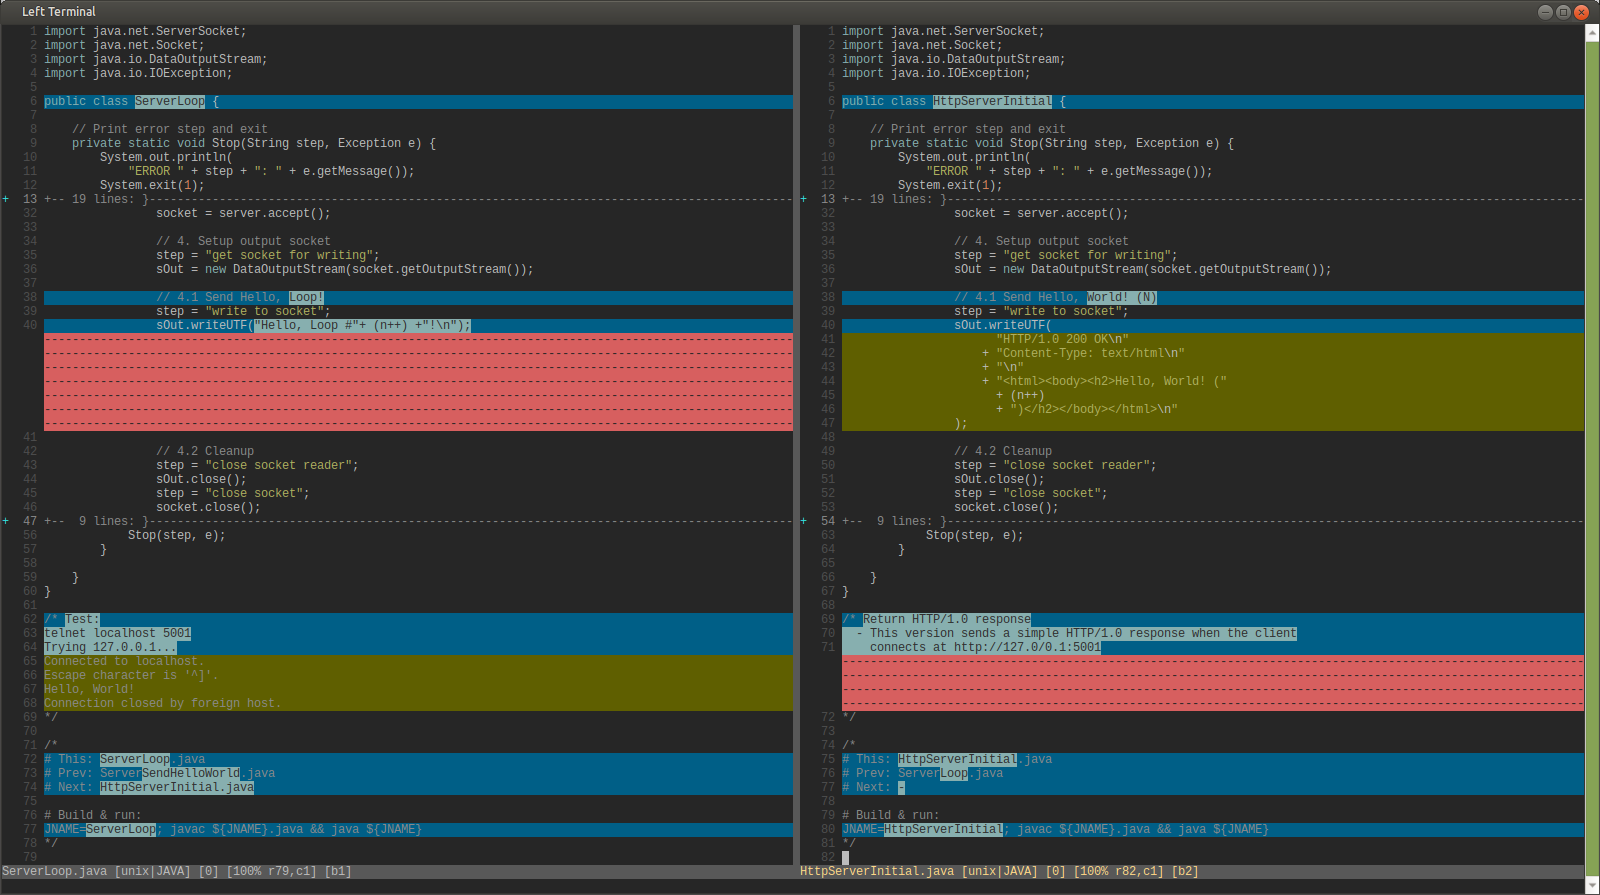 Left Terminal
1 import java.net.ServerSocket;
2 import java.net.Socket;
3 import java.io.DataOutputStream;
4 import java.io.IOException;
5
6 public class ServerLoop {
7
8     // Print error step and exit
9     private static void Stop(String step, Exception e) {
10         System.out.println(
11             "ERROR " + step + ": " + e.getMessage());
12         System.exit(1);
+ 13 +-- 19 lines: }---------------------------------------------------------------------------------------------
32                 socket = server.accept();
33
34                 // 4. Setup output socket
35                 step = "get socket for writing";
36                 sOut = new DataOutputStream(socket.getOutputStream());
37
38                 // 4.1 Send Hello, Loop!
39                 step = "write to socket";
40                 sOut.writeUTF("Hello, Loop #"+ (n++) +"!\n");
41
42                 // 4.2 Cleanup
43                 step = "close socket reader";
44                 sOut.close();
45                 step = "close socket";
46                 socket.close();
+ 47 +--  9 lines: }---------------------------------------------------------------------------------------------
56             Stop(step, e);
57         }
58
59     }
60 }
61
62 /* Test:
63 telnet localhost 5001
64 Trying 127.0.0.1...
65 Connected to localhost.
66 Escape character is '^]'.
67 Hello, World!
68 Connection closed by foreign host.
69 */
70
71 /*
72 # This: ServerLoop.java
73 # Prev: ServerSendHelloWorld.java
74 # Next: HttpServerInitial.java
75
76 # Build & run:
77 JNAME=ServerLoop; javac ${JNAME}.java && java ${JNAME}
78 */
79
ServerLoop.java [unix|JAVA] [0] [100% r79,c1] [b1]
1 import java.net.ServerSocket;
2 import java.net.Socket;
3 import java.io.DataOutputStream;
4 import java.io.IOException;
5
6 public class HttpServerInitial {
7
8     // Print error step and exit
9     private static void Stop(String step, Exception e) {
10         System.out.println(
11             "ERROR " + step + ": " + e.getMessage());
12         System.exit(1);
+ 13 +-- 19 lines: }---------------------------------------------------------------------------------------------
32                 socket = server.accept();
33
34                 // 4. Setup output socket
35                 step = "get socket for writing";
36                 sOut = new DataOutputStream(socket.getOutputStream());
37
38                 // 4.1 Send Hello, World! (N)
39                 step = "write to socket";
40                 sOut.writeUTF(
41                       "HTTP/1.0 200 OK\n"
42                     + "Content-Type: text/html\n"
43                     + "\n"
44                     + "<html><body><h2>Hello, World! ("
45                       + (n++)
46                       + ")</h2></body></html>\n"
47                 );
48
49                 // 4.2 Cleanup
50                 step = "close socket reader";
51                 sOut.close();
52                 step = "close socket";
53                 socket.close();
+ 54 +--  9 lines: }---------------------------------------------------------------------------------------------
63             Stop(step, e);
64         }
65
66     }
67 }
68
69 /* Return HTTP/1.0 response
70   - This version sends a simple HTTP/1.0 response when the client
71     connects at http://127.0/0.1:5001
72 */
73
74 /*
75 # This: HttpServerInitial.java
76 # Prev: ServerLoop.java
77 # Next: -
78
79 # Build & run:
80 JNAME=HttpServerInitial; javac ${JNAME}.java && java ${JNAME}
81 */
82
HttpServerInitial.java [unix|JAVA] [0] [100% r82,c1] [b2]